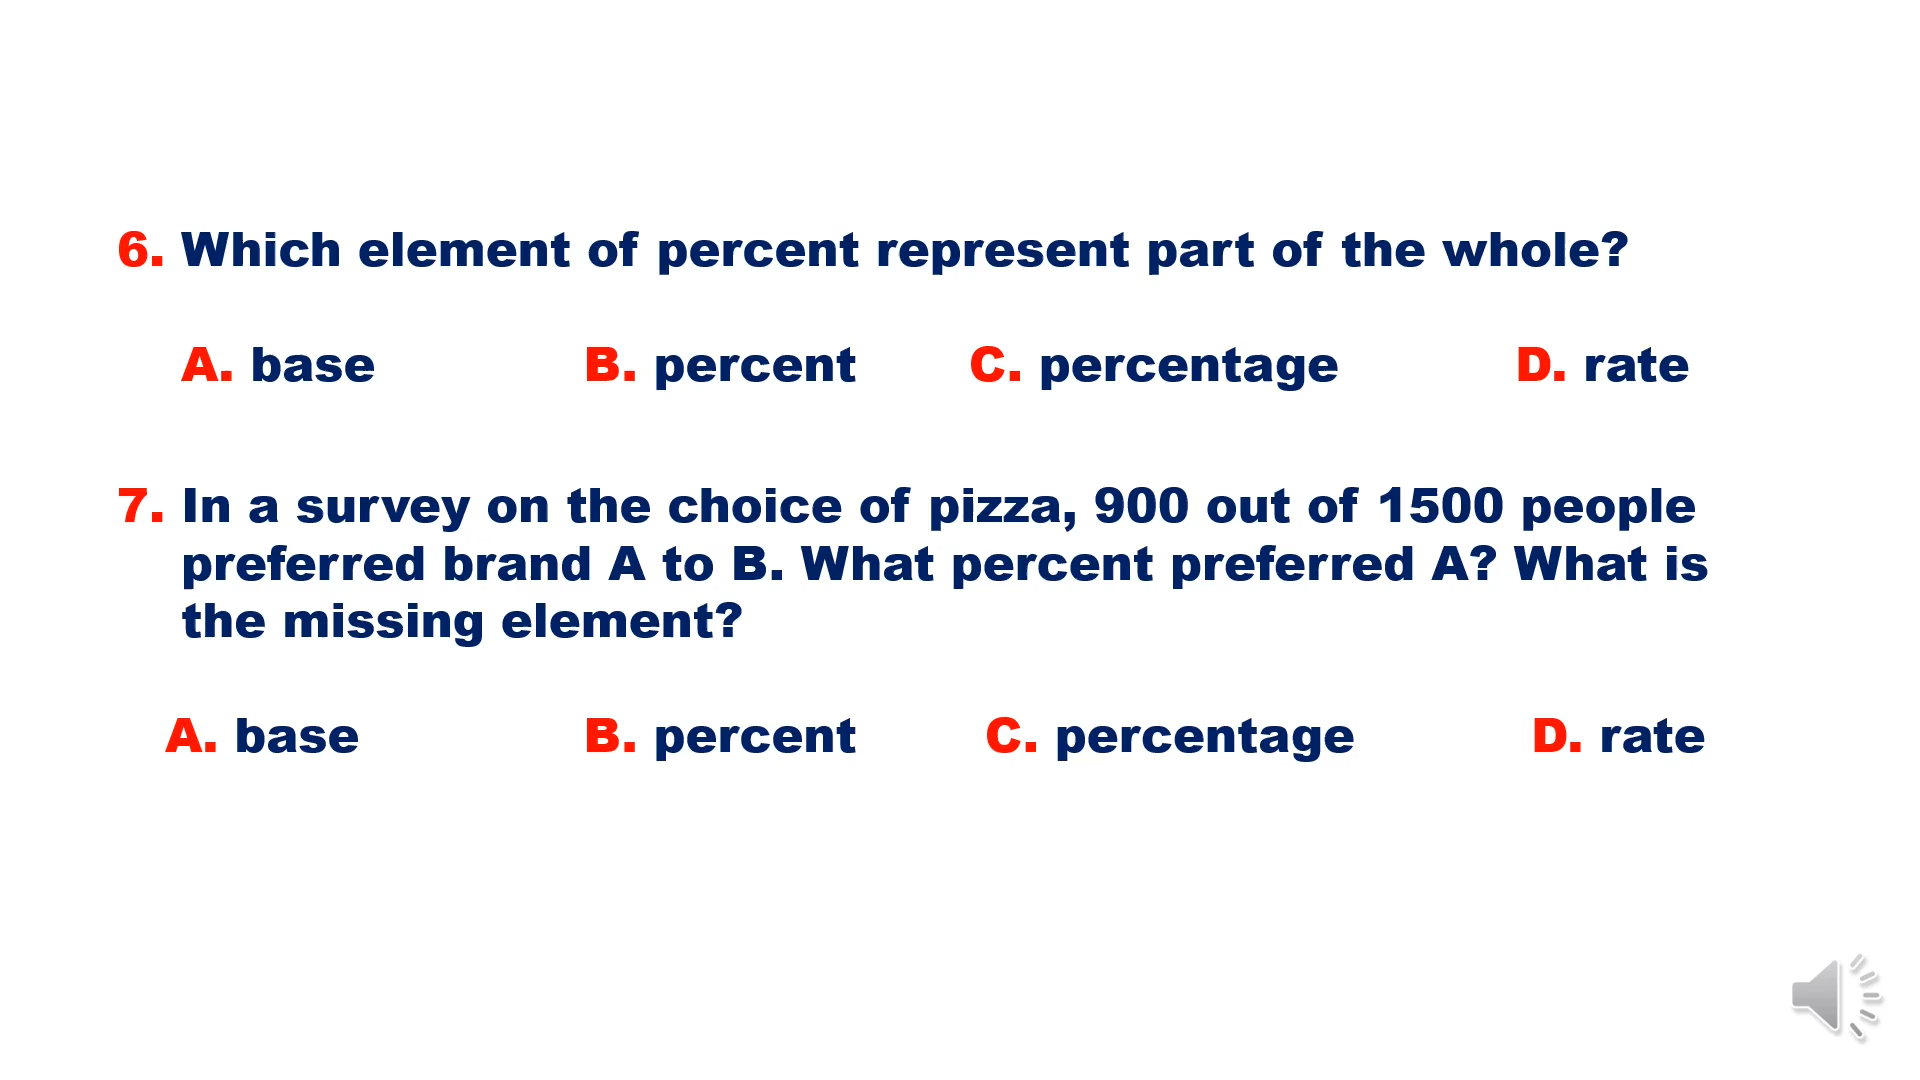 6. Which element of percent represent part of the whole?
A. base B. percent C. percentage D. rate
7. In a survey on the choice of pizza, 900 out of 1500 people
preferred brand A to B. What percent preferred A? What is
the missing element?
A. base B. percent C. percentage D. rate